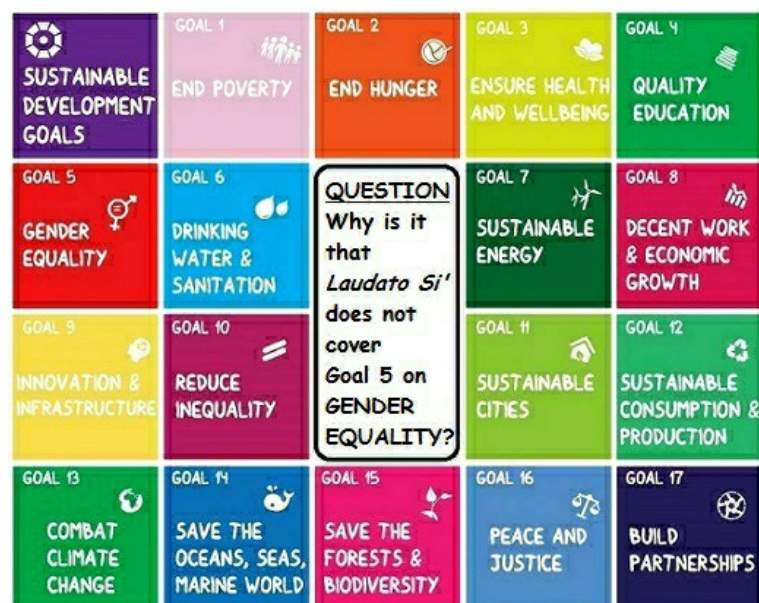 SUSTAINABLE
DEVELOPMENT
GOALS
GOAL 1
END POVERTY
GOAL 2
END HUNGER
GOAL 3
ENSURE HEALTH
AND WELLBEING
GOAL 4
QUALITY
EDUCATION
GOAL 5
GENDER
EQUALITY
GOAL 6
DRINKING
WATER &
SANITATION
QUESTION
Why is it
that
Laudato Si'
does not
cover
Goal 5 on
GENDER
EQUALITY?
GOAL 7
SUSTAINABLE
ENERGY
GOAL 8
DECENT WORK
& ECONOMIC
GROWTH
GOAL 9
INNOVATION &
INFRASTRUCTURE
GOAL 10
REDUCE
INEQUALITY
GOAL 11
SUSTAINABLE
CITIES
GOAL 12
SUSTAINABLE
CONSUMPTION &
PRODUCTION
GOAL 13
COMBAT
CLIMATE
CHANGE
GOAL 14
SAVE THE
OCEANS, SEAS,
MARINE WORLD
GOAL 15
SAVE THE
FORESTS &
BIODIVERSITY
GOAL 16
PEACE AND
JUSTICE
GOAL 17
BUILD
PARTNERSHIPS